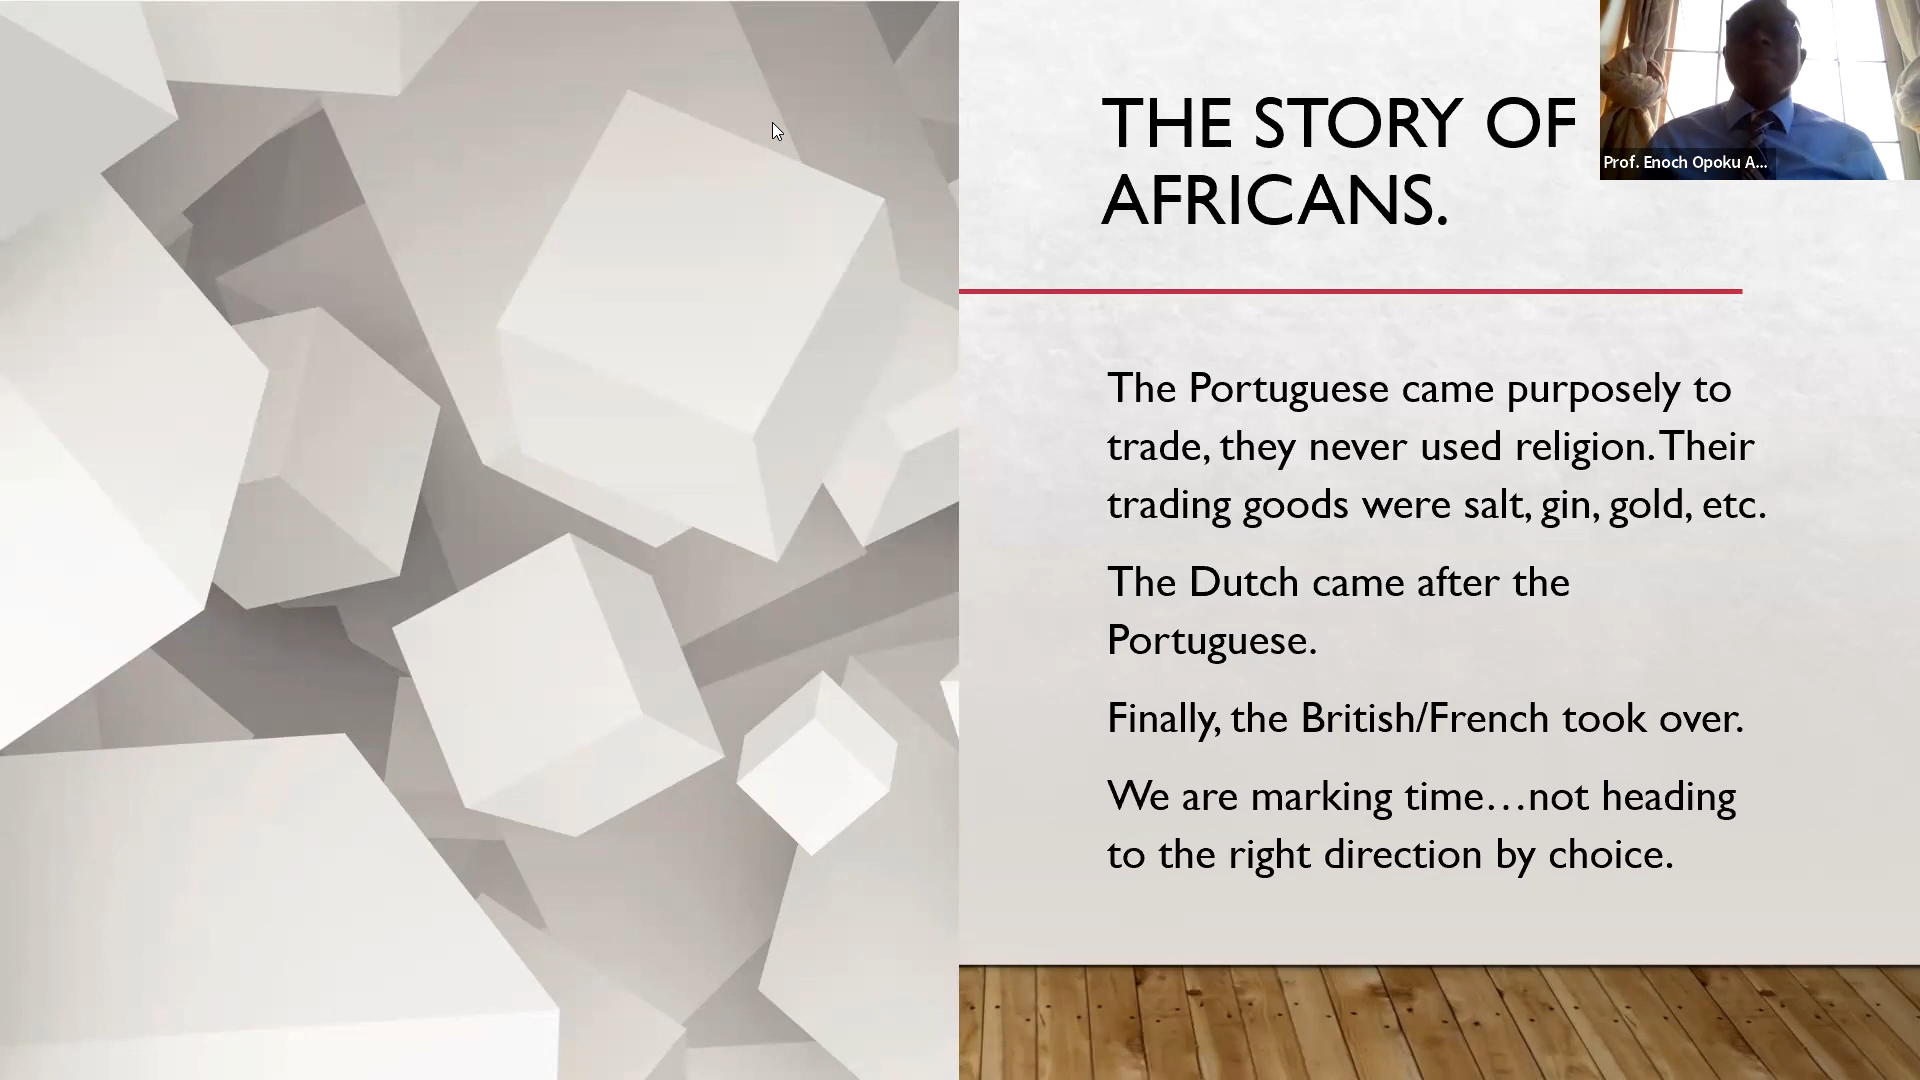 THE STORY OF
AFRICANS.
Prof. Enoch Opoku A...
The Portuguese came purposely to
trade, they never used religion. Their
trading goods were salt, gin, gold, etc.
The Dutch came after the
Portuguese.
Finally, the British/French took over.
We are marking time…not heading
to the right direction by choice.